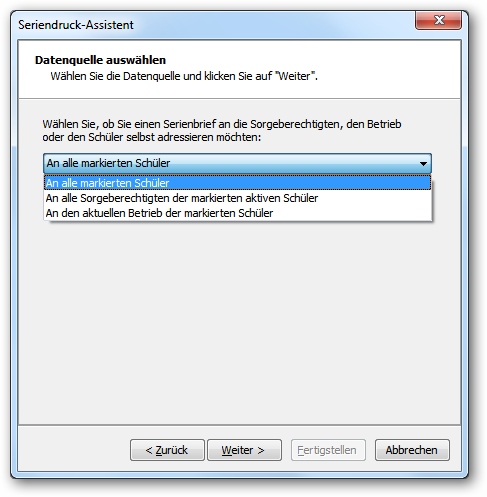 Seriendruck-Assistent
Datenquelle auswählen
Wählen Sie die Datenquelle und klicken Sie auf "Weiter".
Wählen Sie, ob Sie einen Serienbrief an die Sorgeberechtigten, den Betrieb
oder den Schüler selbst adressieren möchten:
An alle markierten Schüler
An alle markierten Schüler
An alle Sorgeberechtigten der markierten aktiven Schüler
An den aktuellen Betrieb der markierten Schüler
< Zurück Weiter > Fertigstellen Abbrechen